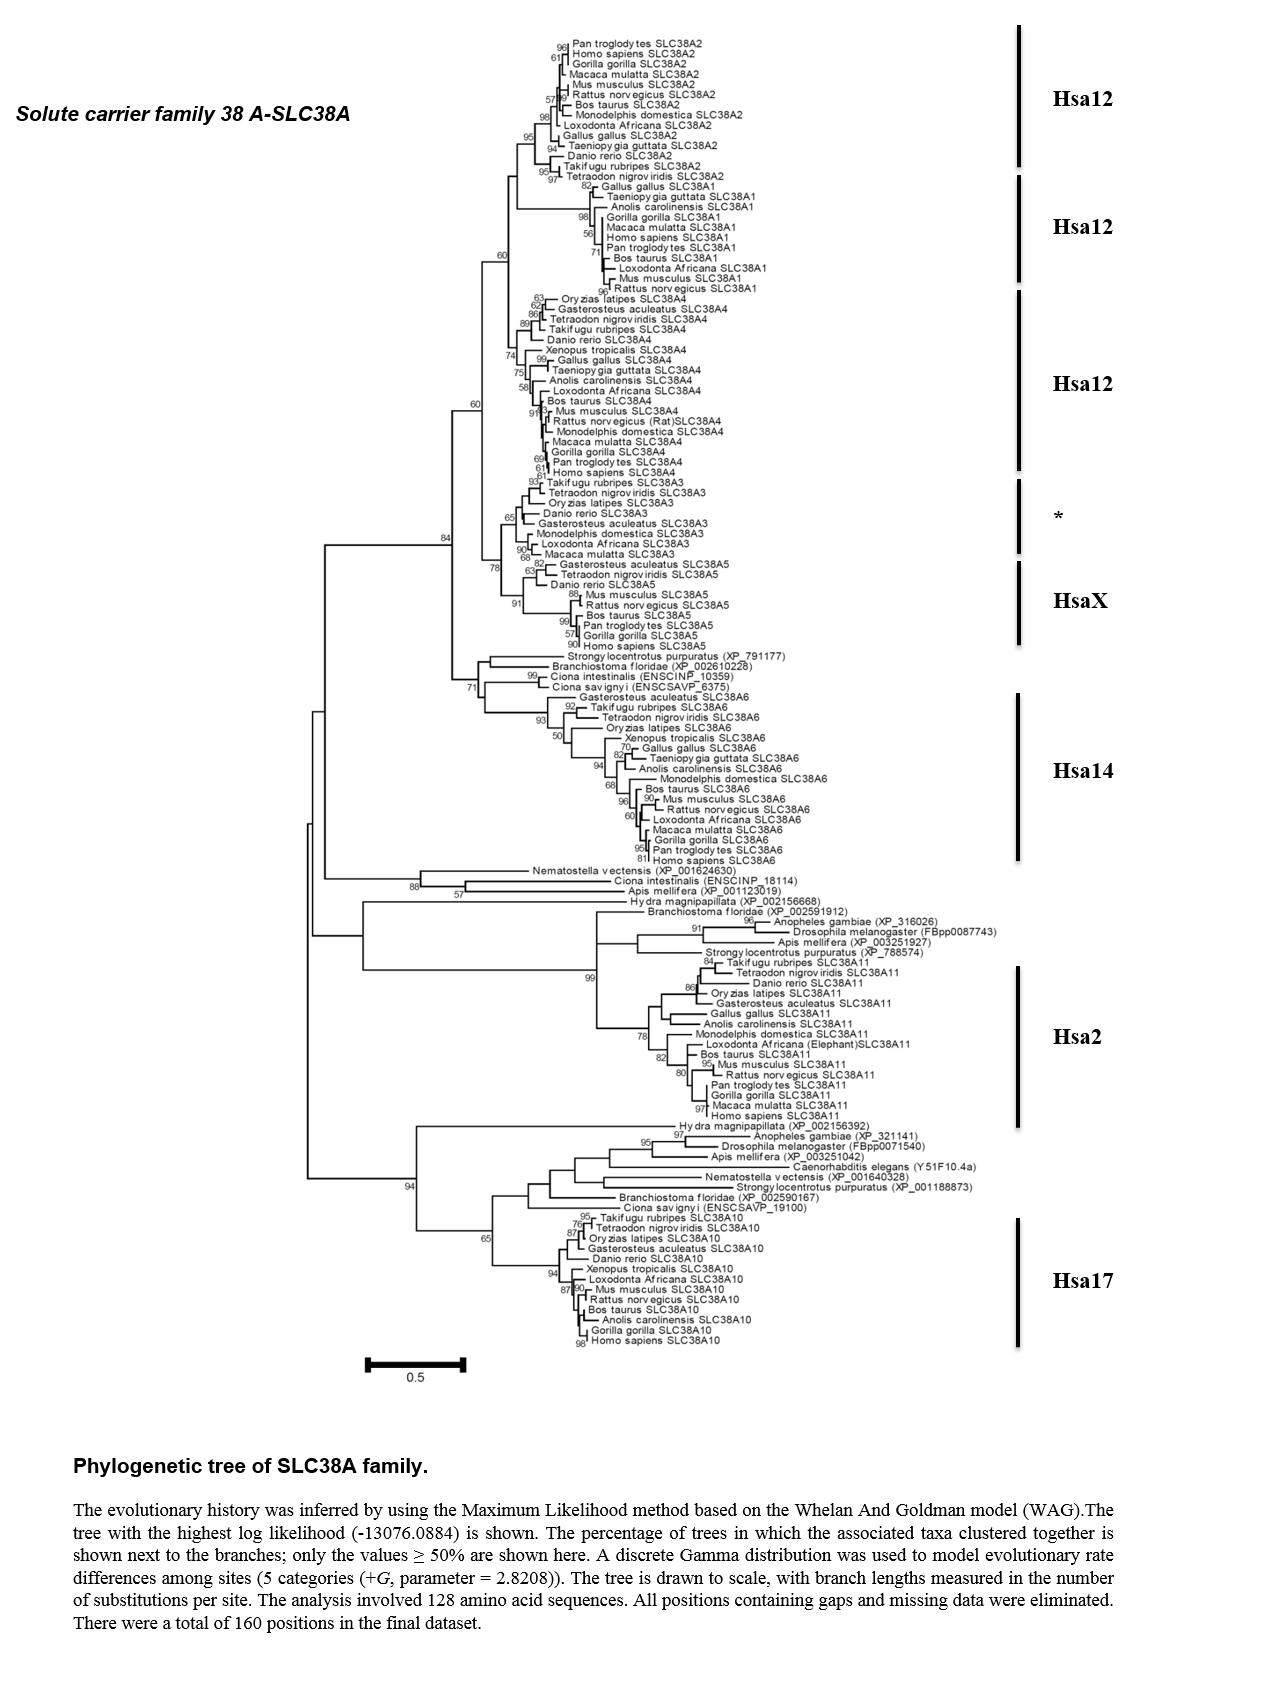 Solute carrier family 38 A-SLC38A
96
Pan troglodytes SLC38A2
Homo sapiens SLC38A2
61
Gorilla gorilla SLC38A2
Macaca mulatta SLC38A2
Mus musculus SLC38A2
Rattus norvegicus SLC38A2
57
Hsa12
Bos taurus SLC38A2
Monodelphis domestica SLC38A2
98
Loxodonta Africana SLC38A2
95
Gallus gallus SLC38A2
Taeniopygia guttata SLC38A2
94
Danio rerio SLC38A2
Takifugu rubripes SLC38A2
95
Tetraodon nigroviridis SLC38A2
97
82
Gallus gallus SLC38A1
Taeniopygia guttata SLC38A1
Anolis carolinensis SLC38A1
98
Gorilla gorilla SLC38A1
Macaca mulatta SLC38A1
Hsa12
56
Homo sapiens SLC38A1
Pan troglodytes SLC38A1
71
60
Bos taurus SLC38A1
Loxodonta Africana SLC38A1
Mus musculus SLC38A1
Rattus norvegicus SLC38A1
96
63
Oryzias latipes SLC38A4
62
Gasterosteus aculeatus SLC38A4
86
Tetraodon nigroviridis SLC38A4
89
Takifugu rubripes SLC38A4
Danio rerio SLC38A4
74
Xenopus tropicalis SLC38A4
99
Gallus gallus SLC38A4
75
Taeniopygia guttata SLC38A4
Anolis carolinensis SLC38A4
58
Hsa12
Loxodonta Africana SLC38A4
Bos taurus SLC38A4
60
91
Mus musculus SLC38A4
Rattus norvegicus (Rat)SLC38A4
Monodelphis domestica SLC38A4
Macaca mulatta SLC38A4
Gorilla gorilla SLC38A4
69
Pan troglodytes SLC38A4
61
Homo sapiens SLC38A4
61
93
Takifugu rubripes SLC38A3
Tetraodon nigroviridis SLC38A3
Oryzias latipes SLC38A3
Danio rerio SLC38A3
65
*
Gasterosteus aculeatus SLC38A3
Monodelphis domestica SLC38A3
84
Loxodonta Africana SLC38A3
90
Macaca mulatta SLC38A3
68
78
82
Gasterosteus aculeatus SLC38A5
63
Tetraodon nigroviridis SLC38A5
Danio rerio SLC38A5
88
Mus musculus SLC38A5
91
Rattus norvegicus SLC38A5
HsaX
Bos taurus SLC38A5
99
Pan troglodytes SLC38A5
57
Gorilla gorilla SLC38A5
90
Homo sapiens SLC38A5
Strongylocentrotus purpuratus (XP_791177)
Branchiostoma floridae (XP_002610228)
99
Ciona intestinalis (ENSCINP_10359)
71
Ciona savignyi (ENSCSAVP_6375)
Gasterosteus aculeatus SLC38A6
92
Takifugu rubripes SLC38A6
93
Tetraodon nigroviridis SLC38A6
Oryzias latipes SLC38A6
50
Xenopus tropicalis SLC38A6
70
Gallus gallus SLC38A6
82
Taeniopygia guttata SLC38A6
94
Anolis carolinensis SLC38A6
Hsa14
Monodelphis domestica SLC38A6
68
Bos taurus SLC38A6
96
90
Mus musculus SLC38A6
Rattus norvegicus SLC38A6
60
Loxodonta Africana SLC38A6
Macaca mulatta SLC38A6
Gorilla gorilla SLC38A6
95
Pan troglodytes SLC38A6
81
Homo sapiens SLC38A6
Nematostella vectensis (XP_001624630)
88
Ciona intestinalis (ENSCINP_18114)
57
Apis mellifera (XP_001123019)
Hydra magnipapillata (XP_002156668)
Branchiostoma floridae (XP_002591912)
96
Anopheles gambiae (XP_316026)
91
Drosophila melanogaster (FBpp0087743)
Apis mellifera (XP_003251927)
Strongylocentrotus purpuratus (XP_788574)
84
Takifugu rubripes SLC38A11
99
Tetraodon nigroviridis SLC38A11
Danio rerio SLC38A11
86
Oryzias latipes SLC38A11
Gasterosteus aculeatus SLC38A11
Gallus gallus SLC38A11
Anolis carolinensis SLC38A11
78
Monodelphis domestica SLC38A11
Hsa2
Loxodonta Africana (Elephant)SLC38A11
82
Bos taurus SLC38A11
95
Mus musculus SLC38A11
80
Rattus norvegicus SLC38A11
Pan troglodytes SLC38A11
Gorilla gorilla SLC38A11
97
Macaca mulatta SLC38A11
Homo sapiens SLC38A11
Hydra magnipapillata (XP_002156392)
97
Anopheles gambiae (XP_321141)
95
Drosophila melanogaster (FBpp0071540)
Apis mellifera (XP_003251042)
Caenorhabditis elegans (Y51F10.4a)
94
Nematostella vectensis (XP_001640328)
Strongylocentrotus purpuratus (XP_001188873)
Branchiostoma floridae (XP_002590167)
Ciona savignyi (ENSCSAVP_19100)
95
Takifugu rubripes SLC38A10
76
Tetraodon nigroviridis SLC38A10
87
Oryzias latipes SLC38A10
65
Gasterosteus aculeatus SLC38A10
Danio rerio SLC38A10
94
Xenopus tropicalis SLC38A10
Loxodonta Africana SLC38A10
Hsa17
87
90
Mus musculus SLC38A10
Rattus norvegicus SLC38A10
Bos taurus SLC38A10
Anolis carolinensis SLC38A10
Gorilla gorilla SLC38A10
98
Homo sapiens SLC38A10
0.5
Phylogenetic tree of SLC38A family.
The evolutionary history was inferred by using the Maximum Likelihood method based on the Whelan And Goldman model (WAG).The
tree with the highest log likelihood (-13076.0884) is shown. The percentage of trees in which the associated taxa clustered together is
shown next to the branches; only the values ≥ 50% are shown here. A discrete Gamma distribution was used to model evolutionary rate
differences among sites (5 categories (+G, parameter = 2.8208)). The tree is drawn to scale, with branch lengths measured in the number
of substitutions per site. The analysis involved 128 amino acid sequences. All positions containing gaps and missing data were eliminated.
There were a total of 160 positions in the final dataset.